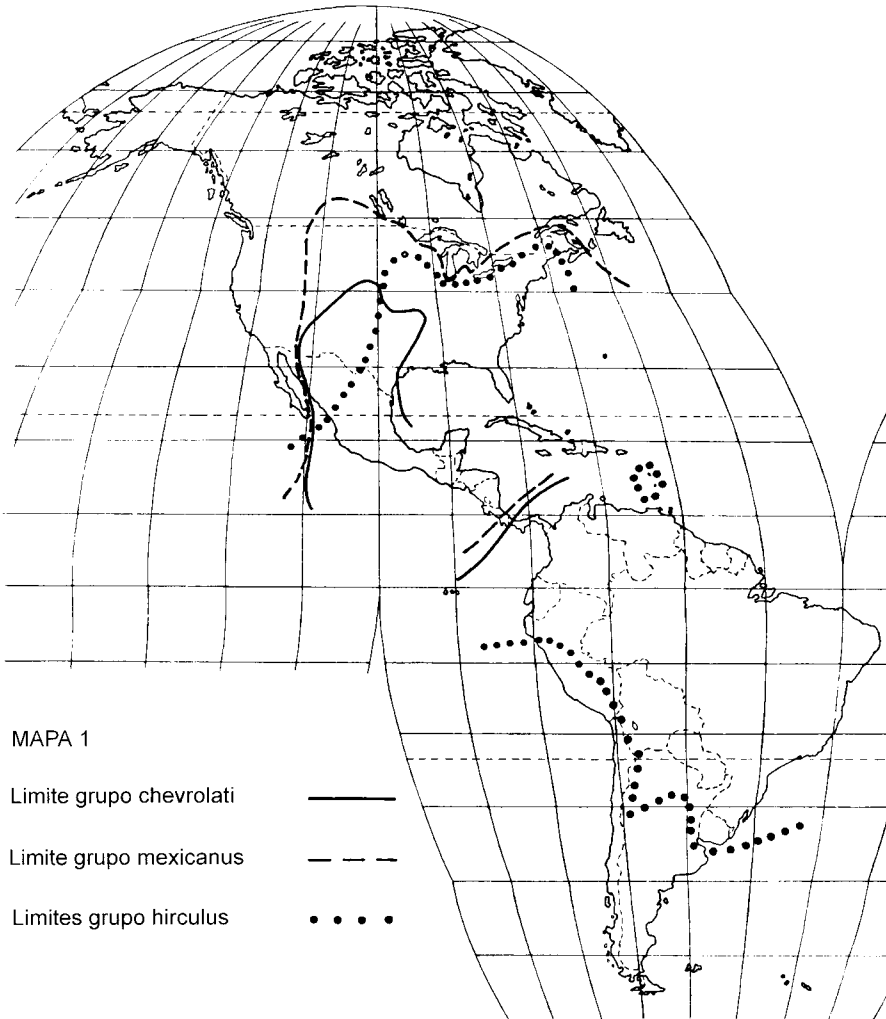 MAPA 1
Limite grupo chevrolati
Limite grupo mexicanus
Limites grupo hirculus